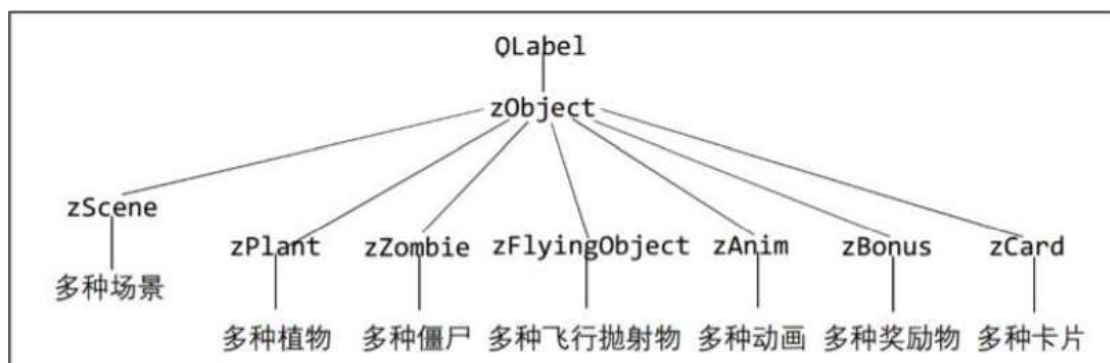 QLabel
zObject
zScene
zPlant zZombie zFlyingObject zAnim zBonus zCard
多种场景
多种植物 多种僵尸 多种飞行抛射物 多种动画 多种奖励物 多种卡片